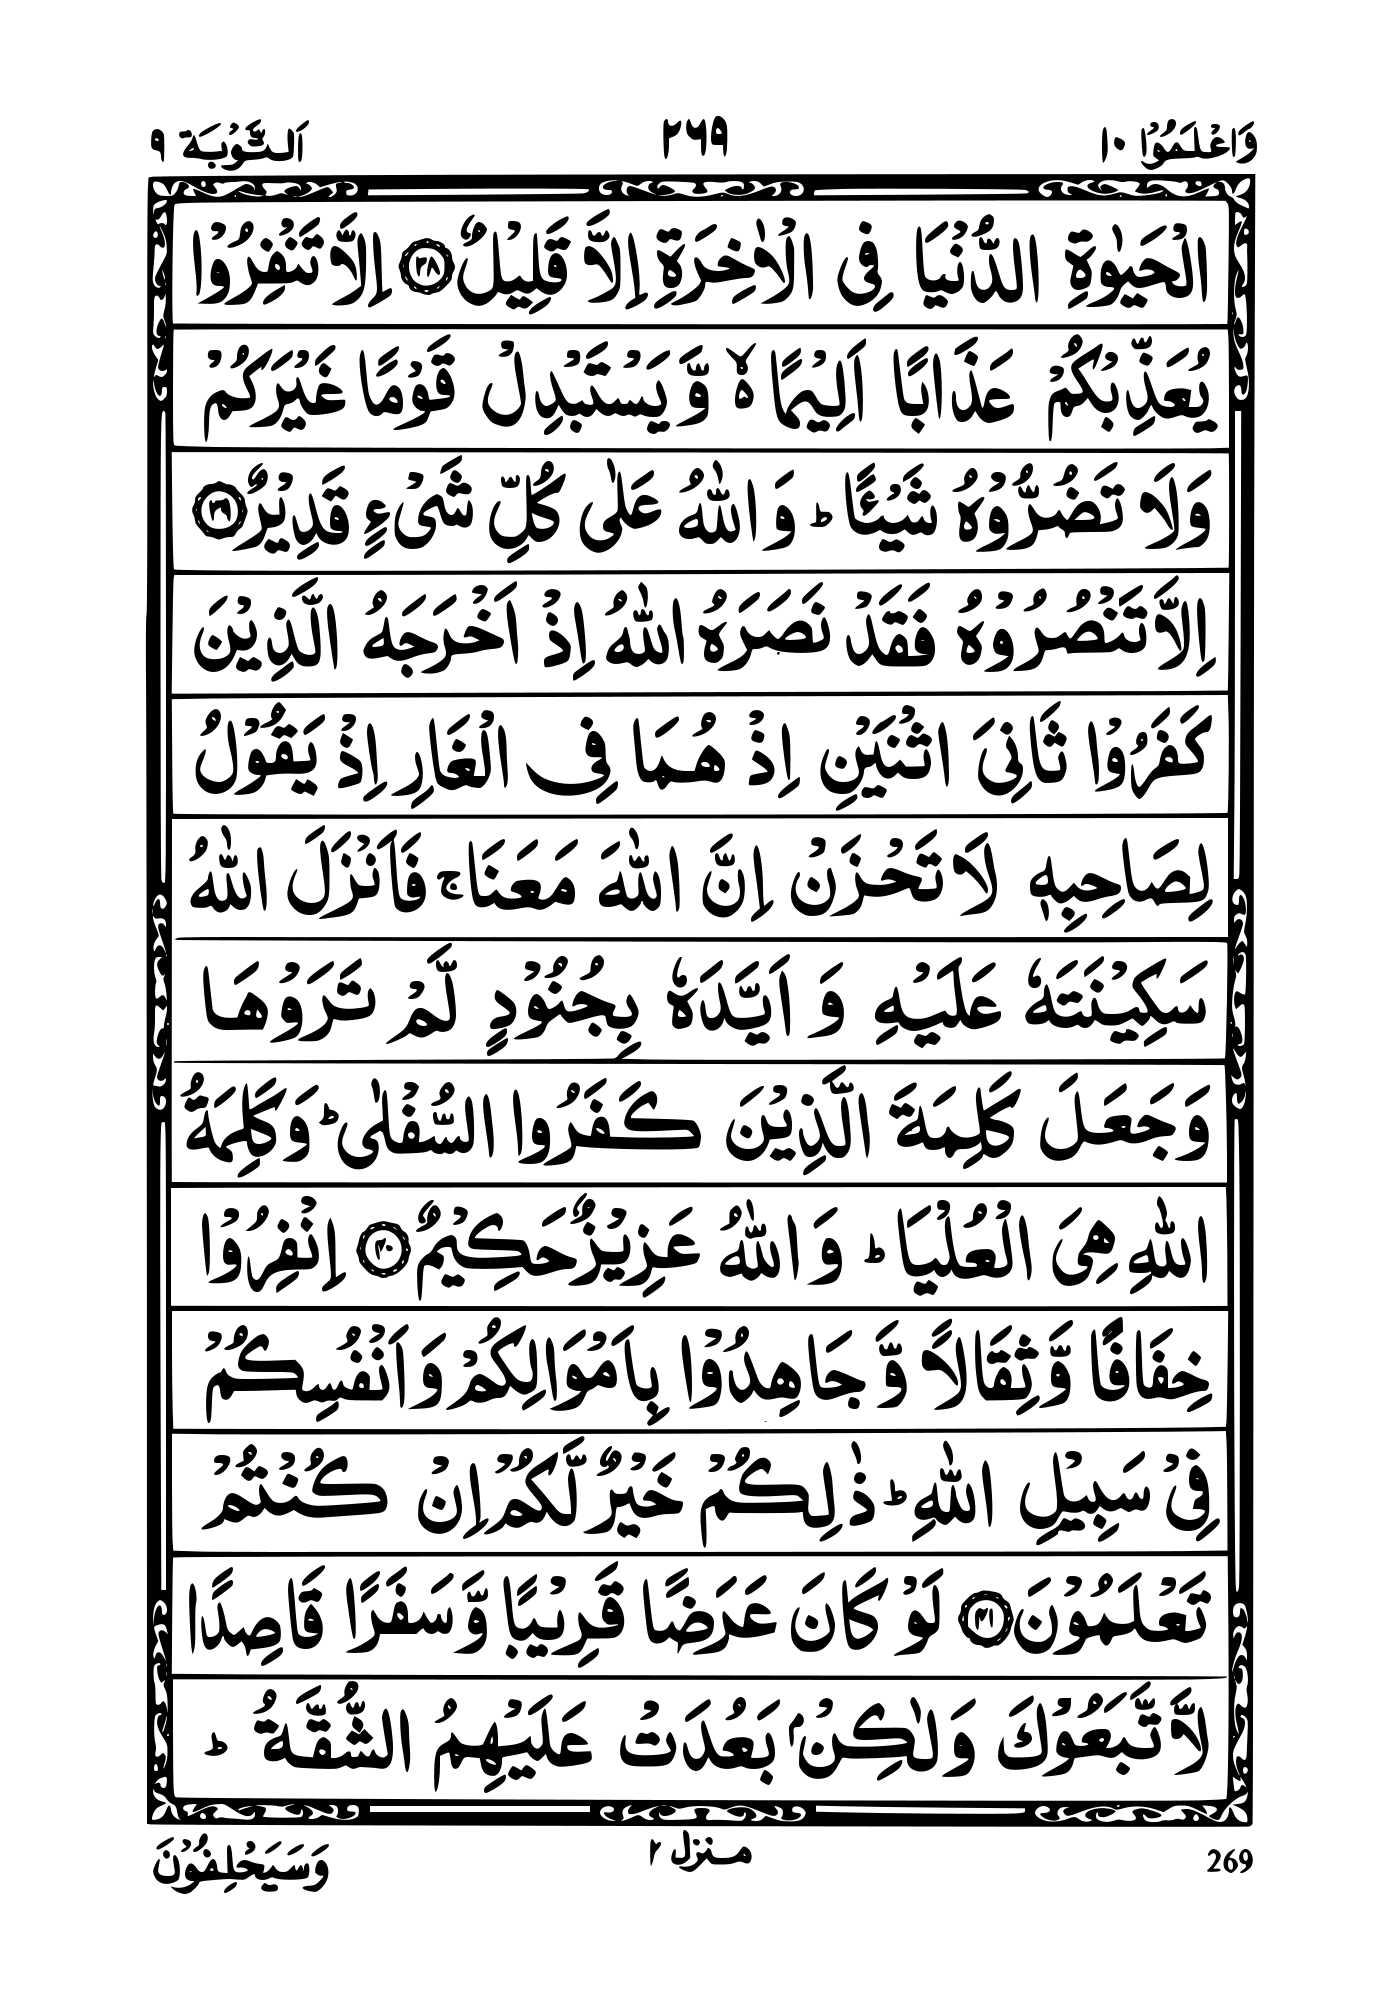 وَاعْلَمُوْۤا ١٠ ٢٦٩ اَلتَّوْبَة ٩
الْحَيٰوةِ الدُّنْيَا فِى الْاٰخِرَةِ اِلَّا قَلِيْلٌ ﴿٣٨﴾ اِلَّا تَنْفِرُوْا
يُعَذِّبْكُمْ عَذَابًا اَلِيْمًا ۙ۬ وَّ يَسْتَبْدِلْ قَوْمًا غَيْرَكُمْ
وَلَا تَضُرُّوْهُ شَيْـًٔا ؕ وَ اللّٰهُ عَلٰى كُلِّ شَىْءٍ قَدِيْرٌ ﴿٣٩﴾
اِلَّا تَنْصُرُوْهُ فَقَدْ نَصَرَهُ اللّٰهُ اِذْ اَخْرَجَهُ الَّذِيْنَ
كَفَرُوْا ثَانِىَ اثْنَيْنِ اِذْ هُمَا فِى الْغَارِ اِذْ يَقُوْلُ
لِصَاحِبِهٖ لَا تَحْزَنْ اِنَّ اللّٰهَ مَعَنَا ۚ فَاَنْزَلَ اللّٰهُ
سَكِيْنَتَهٗ عَلَيْهِ وَ اَيَّدَهٗ بِجُنُوْدٍ لَّمْ تَرَوْهَا
وَجَعَلَ كَلِمَةَ الَّذِيْنَ كَفَرُوا السُّفْلٰى ؕ وَكَلِمَةُ
اللّٰهِ هِىَ الْعُلْيَا ؕ وَ اللّٰهُ عَزِيْزٌ حَكِيْمٌ ﴿٤٠﴾ اِنْفِرُوْا
خِفَافًا وَّثِقَالًا وَّ جَاهِدُوْا بِاَمْوَالِكُمْ وَاَنْفُسِكُمْ
فِىْ سَبِيْلِ اللّٰهِ ؕ ذٰلِكُمْ خَيْرٌ لَّكُمْ اِنْ كُنْتُمْ
تَعْلَمُوْنَ ﴿٤١﴾ لَوْ كَانَ عَرَضًا قَرِيْبًا وَّسَفَرًا قَاصِدًا
لَّاتَّبَعُوْكَ وَلٰكِنْۢ بَعُدَتْ عَلَيْهِمُ الشُّقَّةُ ؕ
269 منزل ٢ وَسَيَحْلِفُوْنَ